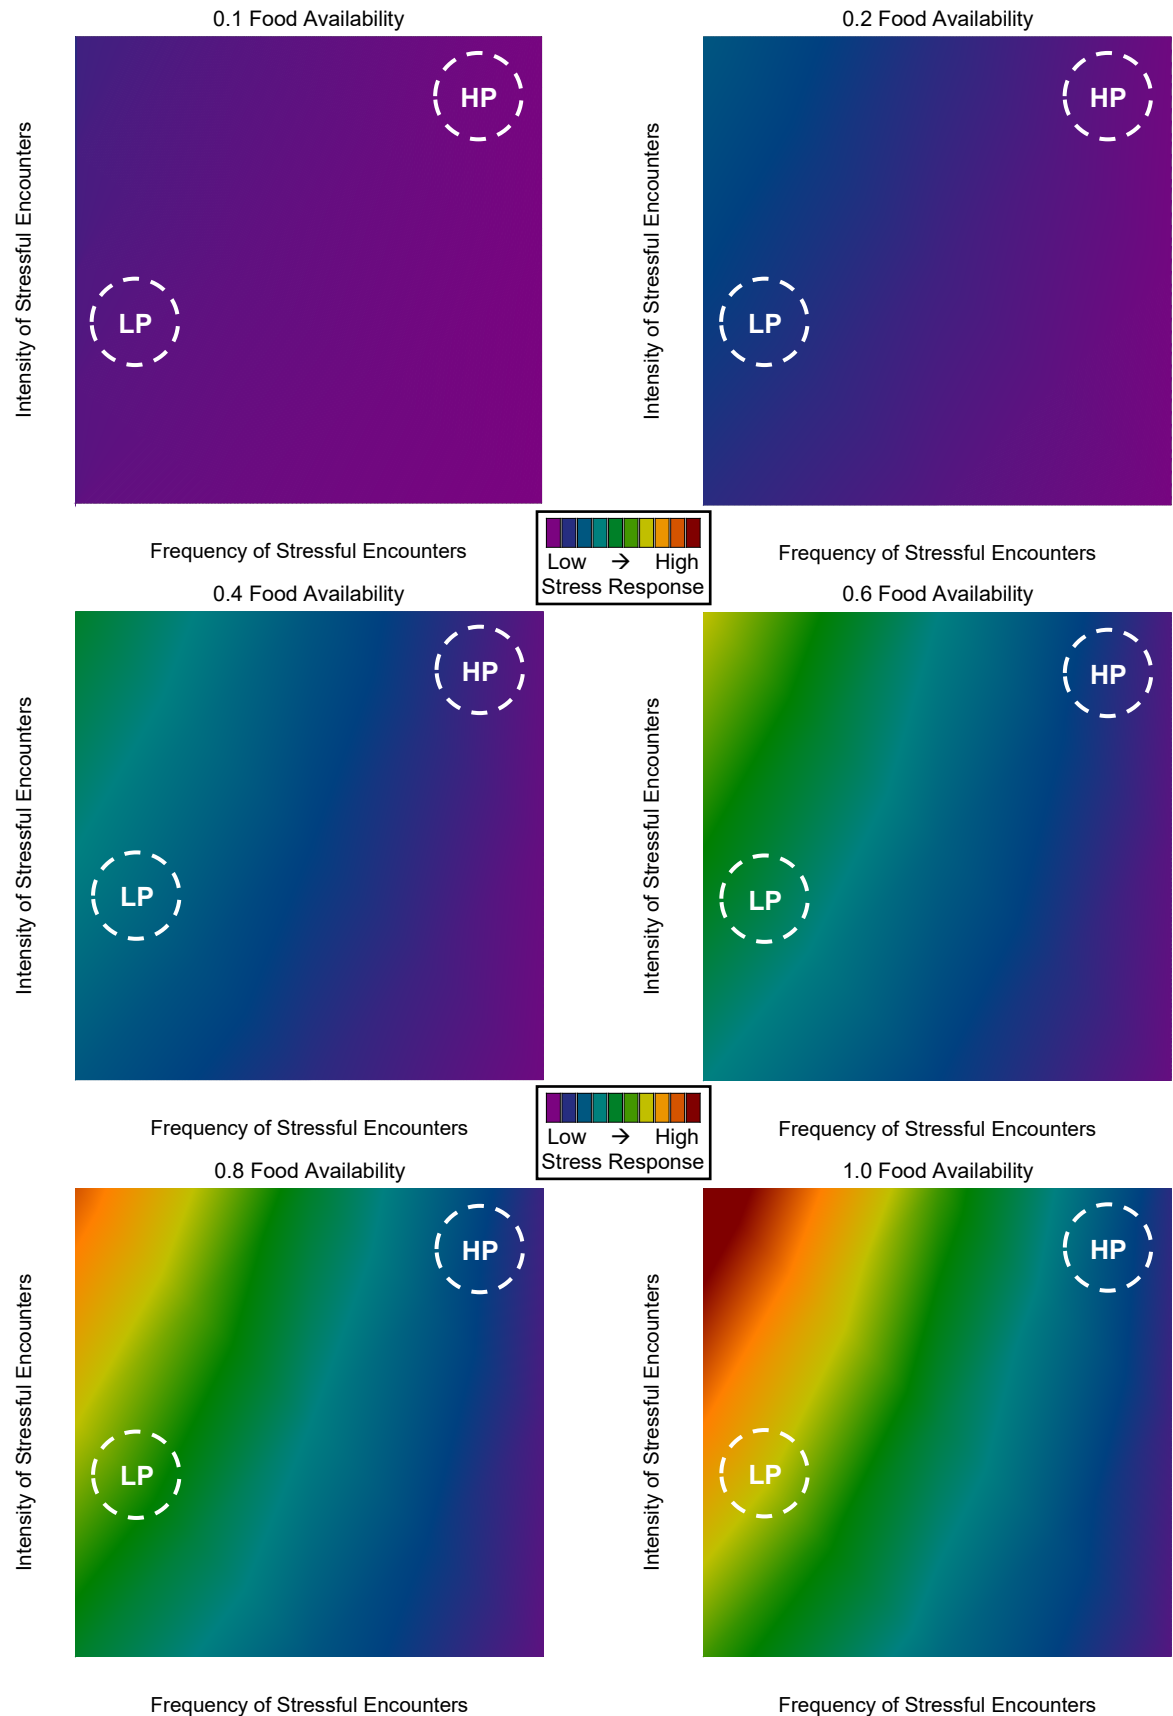 0.1 Food Availability
0.2 Food Availability
Intensity of Stressful Encounters
HP
LP
Intensity of Stressful Encounters
HP
LP
Frequency of Stressful Encounters
Frequency of Stressful Encounters
Low → High
Stress Response
0.4 Food Availability
0.6 Food Availability
Intensity of Stressful Encounters
HP
LP
Intensity of Stressful Encounters
HP
LP
Frequency of Stressful Encounters
Frequency of Stressful Encounters
Low → High
Stress Response
0.8 Food Availability
1.0 Food Availability
Intensity of Stressful Encounters
HP
LP
Intensity of Stressful Encounters
HP
LP
Frequency of Stressful Encounters
Frequency of Stressful Encounters